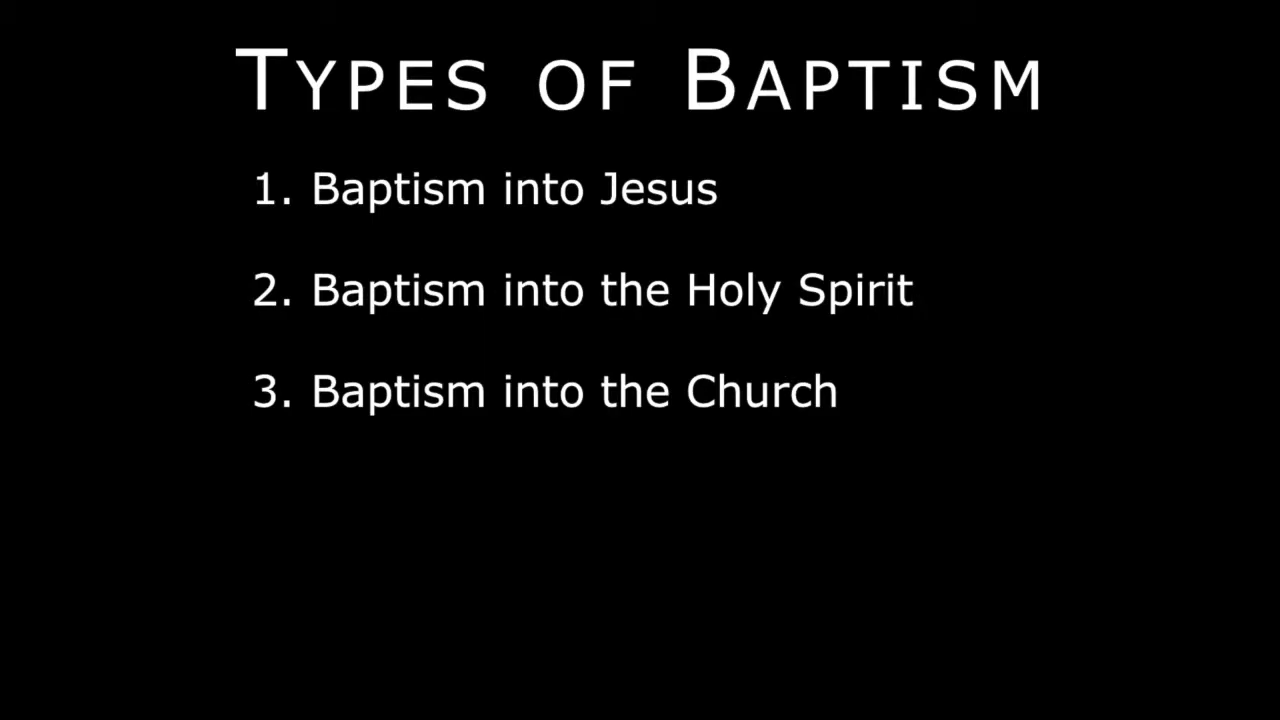 TYPES OF BAPTISM
1. Baptism into Jesus
2. Baptism into the Holy Spirit
3. Baptism into the Church